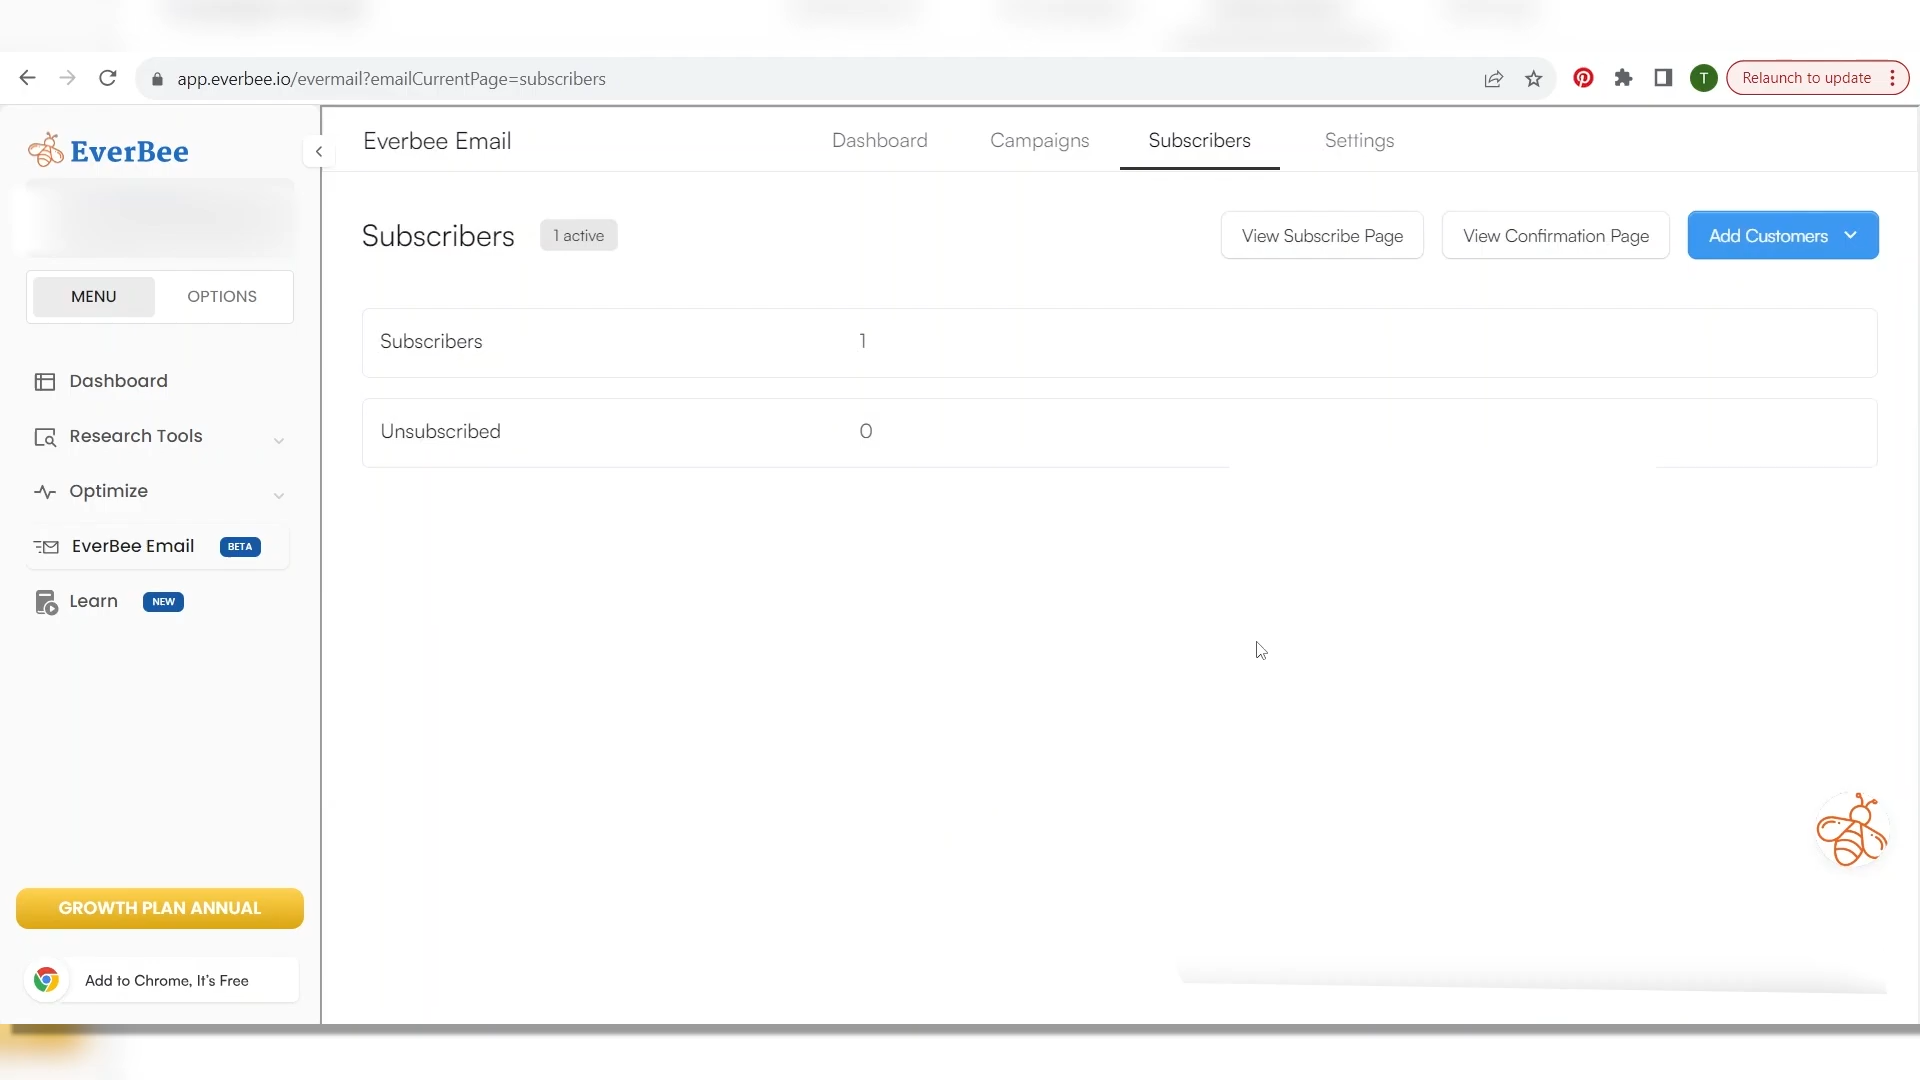 app.everbee.io/evermail?emailCurrentPage=subscribers
T
Relaunch to update
EverBee
Everbee Email
Dashboard
Campaigns
Subscribers
Settings
Subscribers
1 active
View Subscribe Page
View Confirmation Page
Add Customers
MENU
OPTIONS
Subscribers
1
Unsubscribed
0
Dashboard
Research Tools
Optimize
EverBee Email
BETA
Learn
NEW
GROWTH PLAN ANNUAL
Add to Chrome, It's Free